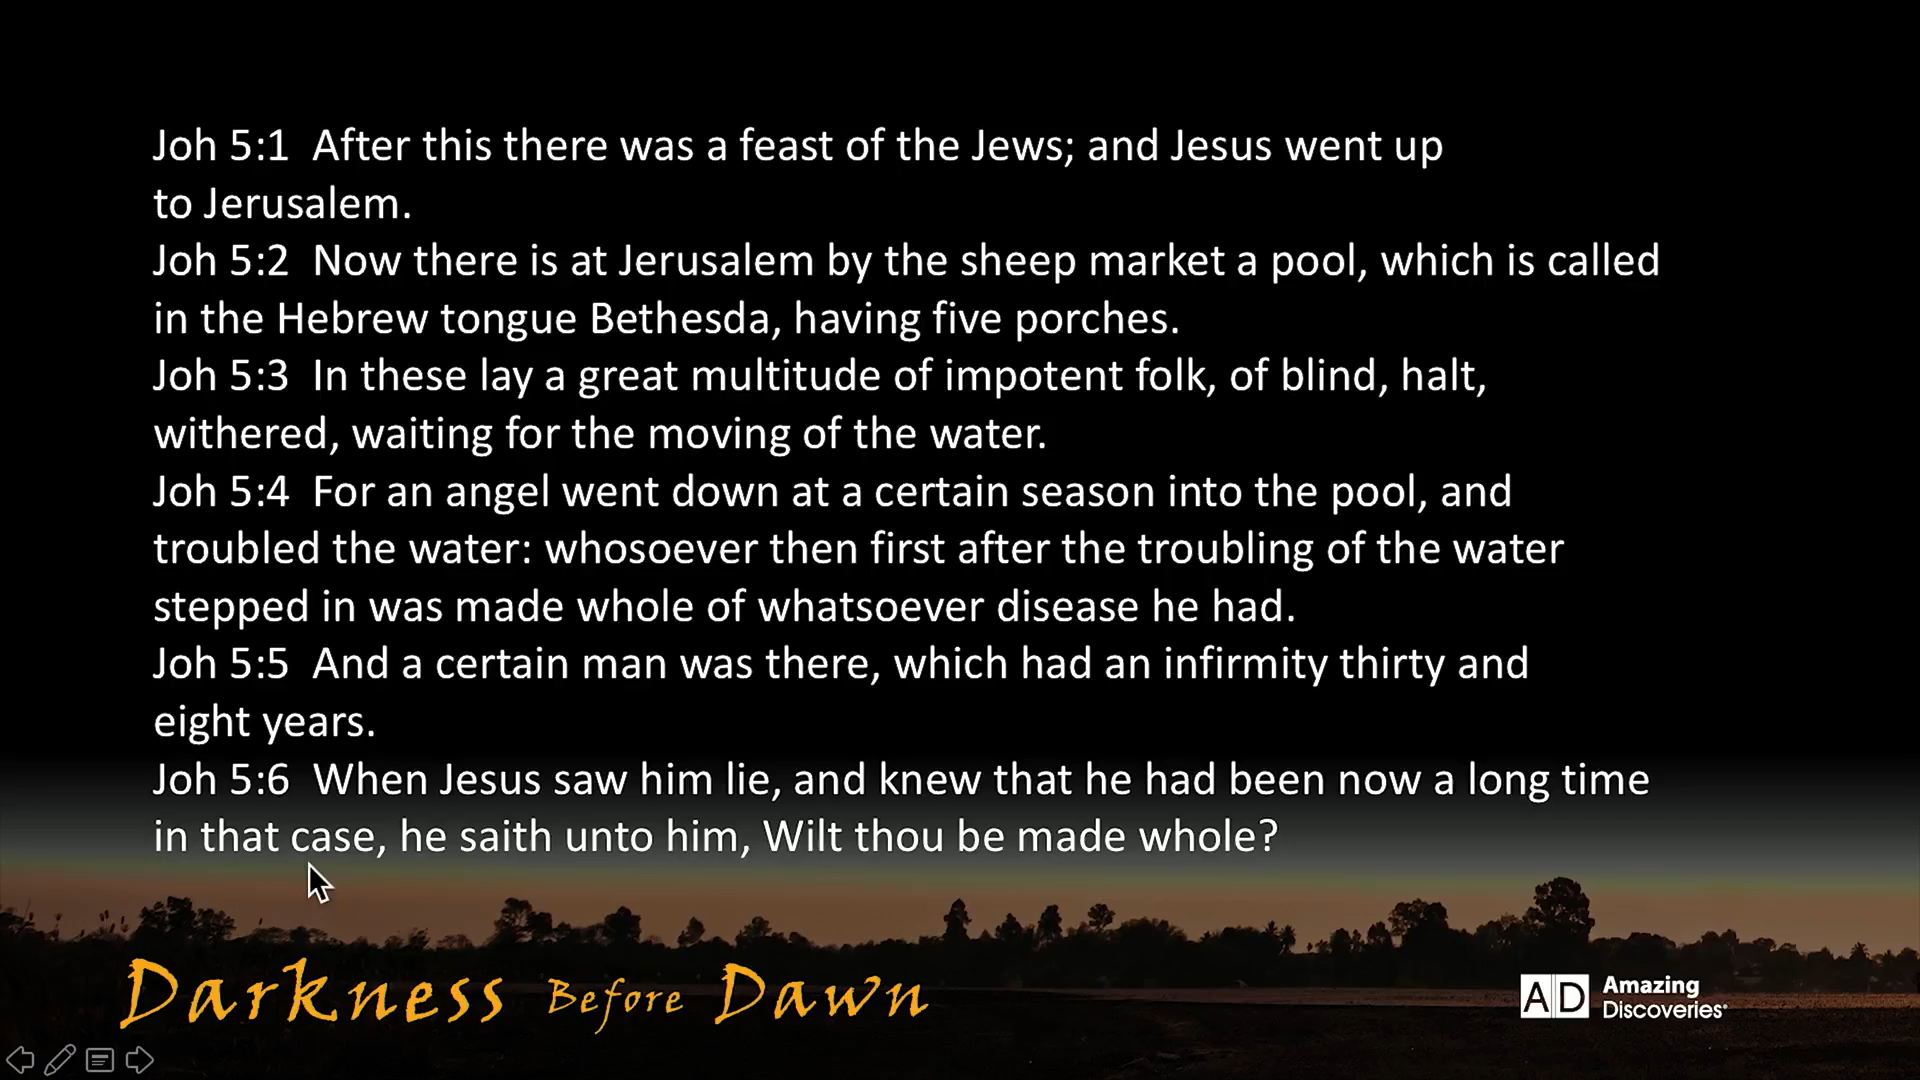 Joh 5:1  After this there was a feast of the Jews; and Jesus went up
to Jerusalem.
Joh 5:2  Now there is at Jerusalem by the sheep market a pool, which is called
in the Hebrew tongue Bethesda, having five porches.
Joh 5:3  In these lay a great multitude of impotent folk, of blind, halt,
withered, waiting for the moving of the water.
Joh 5:4  For an angel went down at a certain season into the pool, and
troubled the water: whosoever then first after the troubling of the water
stepped in was made whole of whatsoever disease he had.
Joh 5:5  And a certain man was there, which had an infirmity thirty and
eight years.
Joh 5:6  When Jesus saw him lie, and knew that he had been now a long time
in that case, he saith unto him, Wilt thou be made whole?
Darkness Before Dawn
AD Amazing
Discoveries